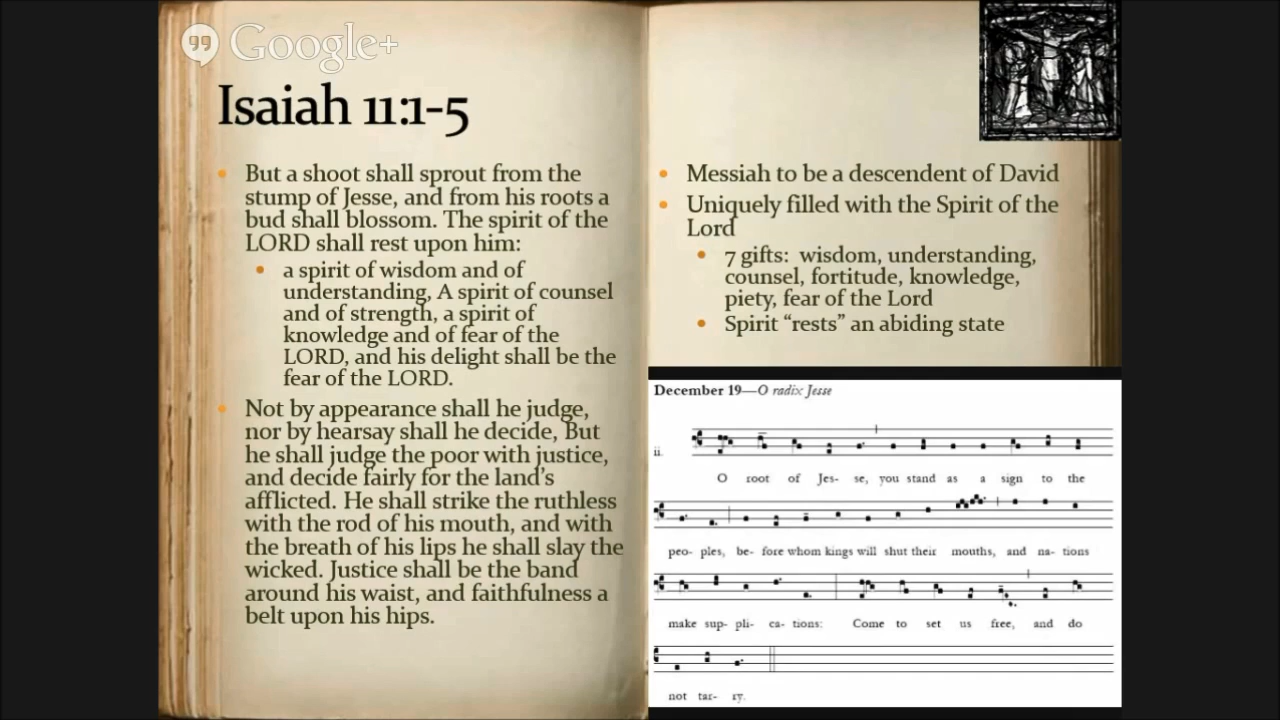 Google+
Isaiah 11:1-5
But a shoot shall sprout from the
stump of Jesse, and from his roots a
bud shall blossom. The spirit of the
LORD shall rest upon him:
a spirit of wisdom and of
understanding, A spirit of counsel
and of strength, a spirit of
knowledge and of fear of the
LORD, and his delight shall be the
fear of the LORD.
Not by appearance shall he judge,
nor by hearsay shall he decide, But
he shall judge the poor with justice,
and decide fairly for the land's
afflicted. He shall strike the ruthless
with the rod of his mouth, and with
the breath of his lips he shall slay the
wicked. Justice shall be the band
around his waist, and faithfulness a
belt upon his hips.
Messiah to be a descendent of David
Uniquely filled with the Spirit of the
Lord
7 gifts: wisdom, understanding,
counsel, fortitude, knowledge,
piety, fear of the Lord
Spirit “rests” an abiding state
December 19—O radix Jesse
ii.
O root of Jes- se, you stand as a sign to the
peo- ples, be- fore whom kings will shut their mouths, and na- tions
make sup- pli- ca- tions: Come to set us free, and do
not tar- ry.